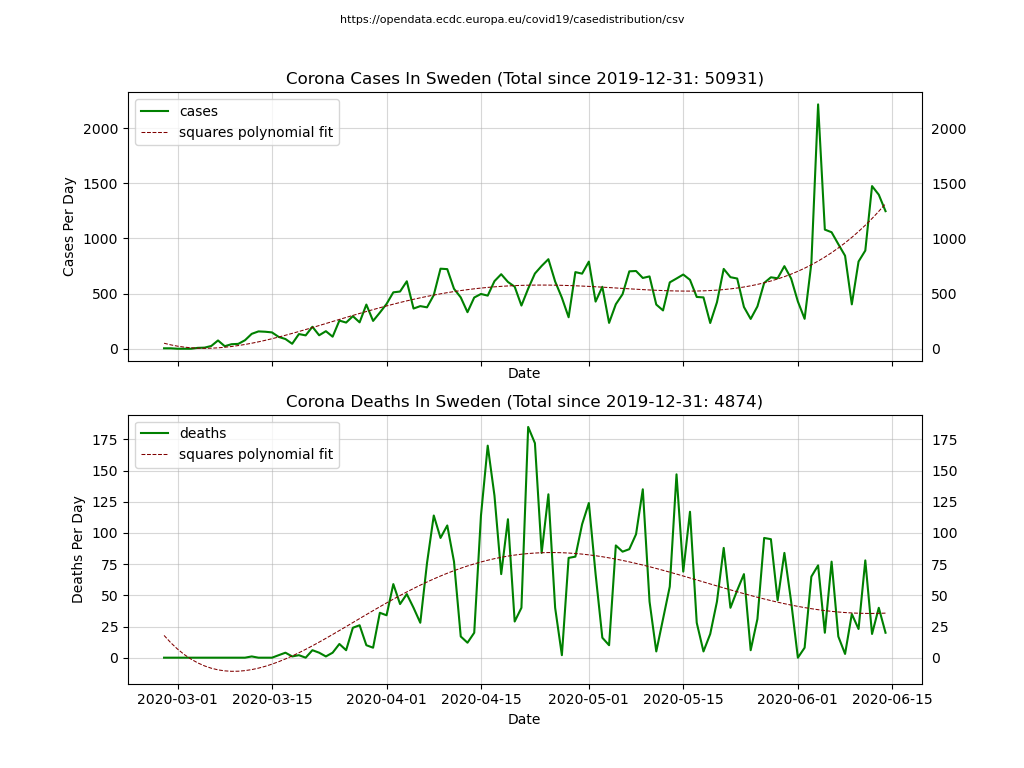 https://opendata.ecdc.europa.eu/covid19/casedistribution/csv
Corona Cases In Sweden (Total since 2019-12-31: 50931)
cases
squares polynomial fit
Cases Per Day
2000 2000
1500 1500
1000 1000
500 500
0 0
Date
Corona Deaths In Sweden (Total since 2019-12-31: 4874)
deaths
squares polynomial fit
Deaths Per Day
175 175
150 150
125 125
100 100
75 75
50 50
25 25
0 0
2020-03-01 2020-03-15 2020-04-01 2020-04-15 2020-05-01 2020-05-15 2020-06-01 2020-06-15
Date